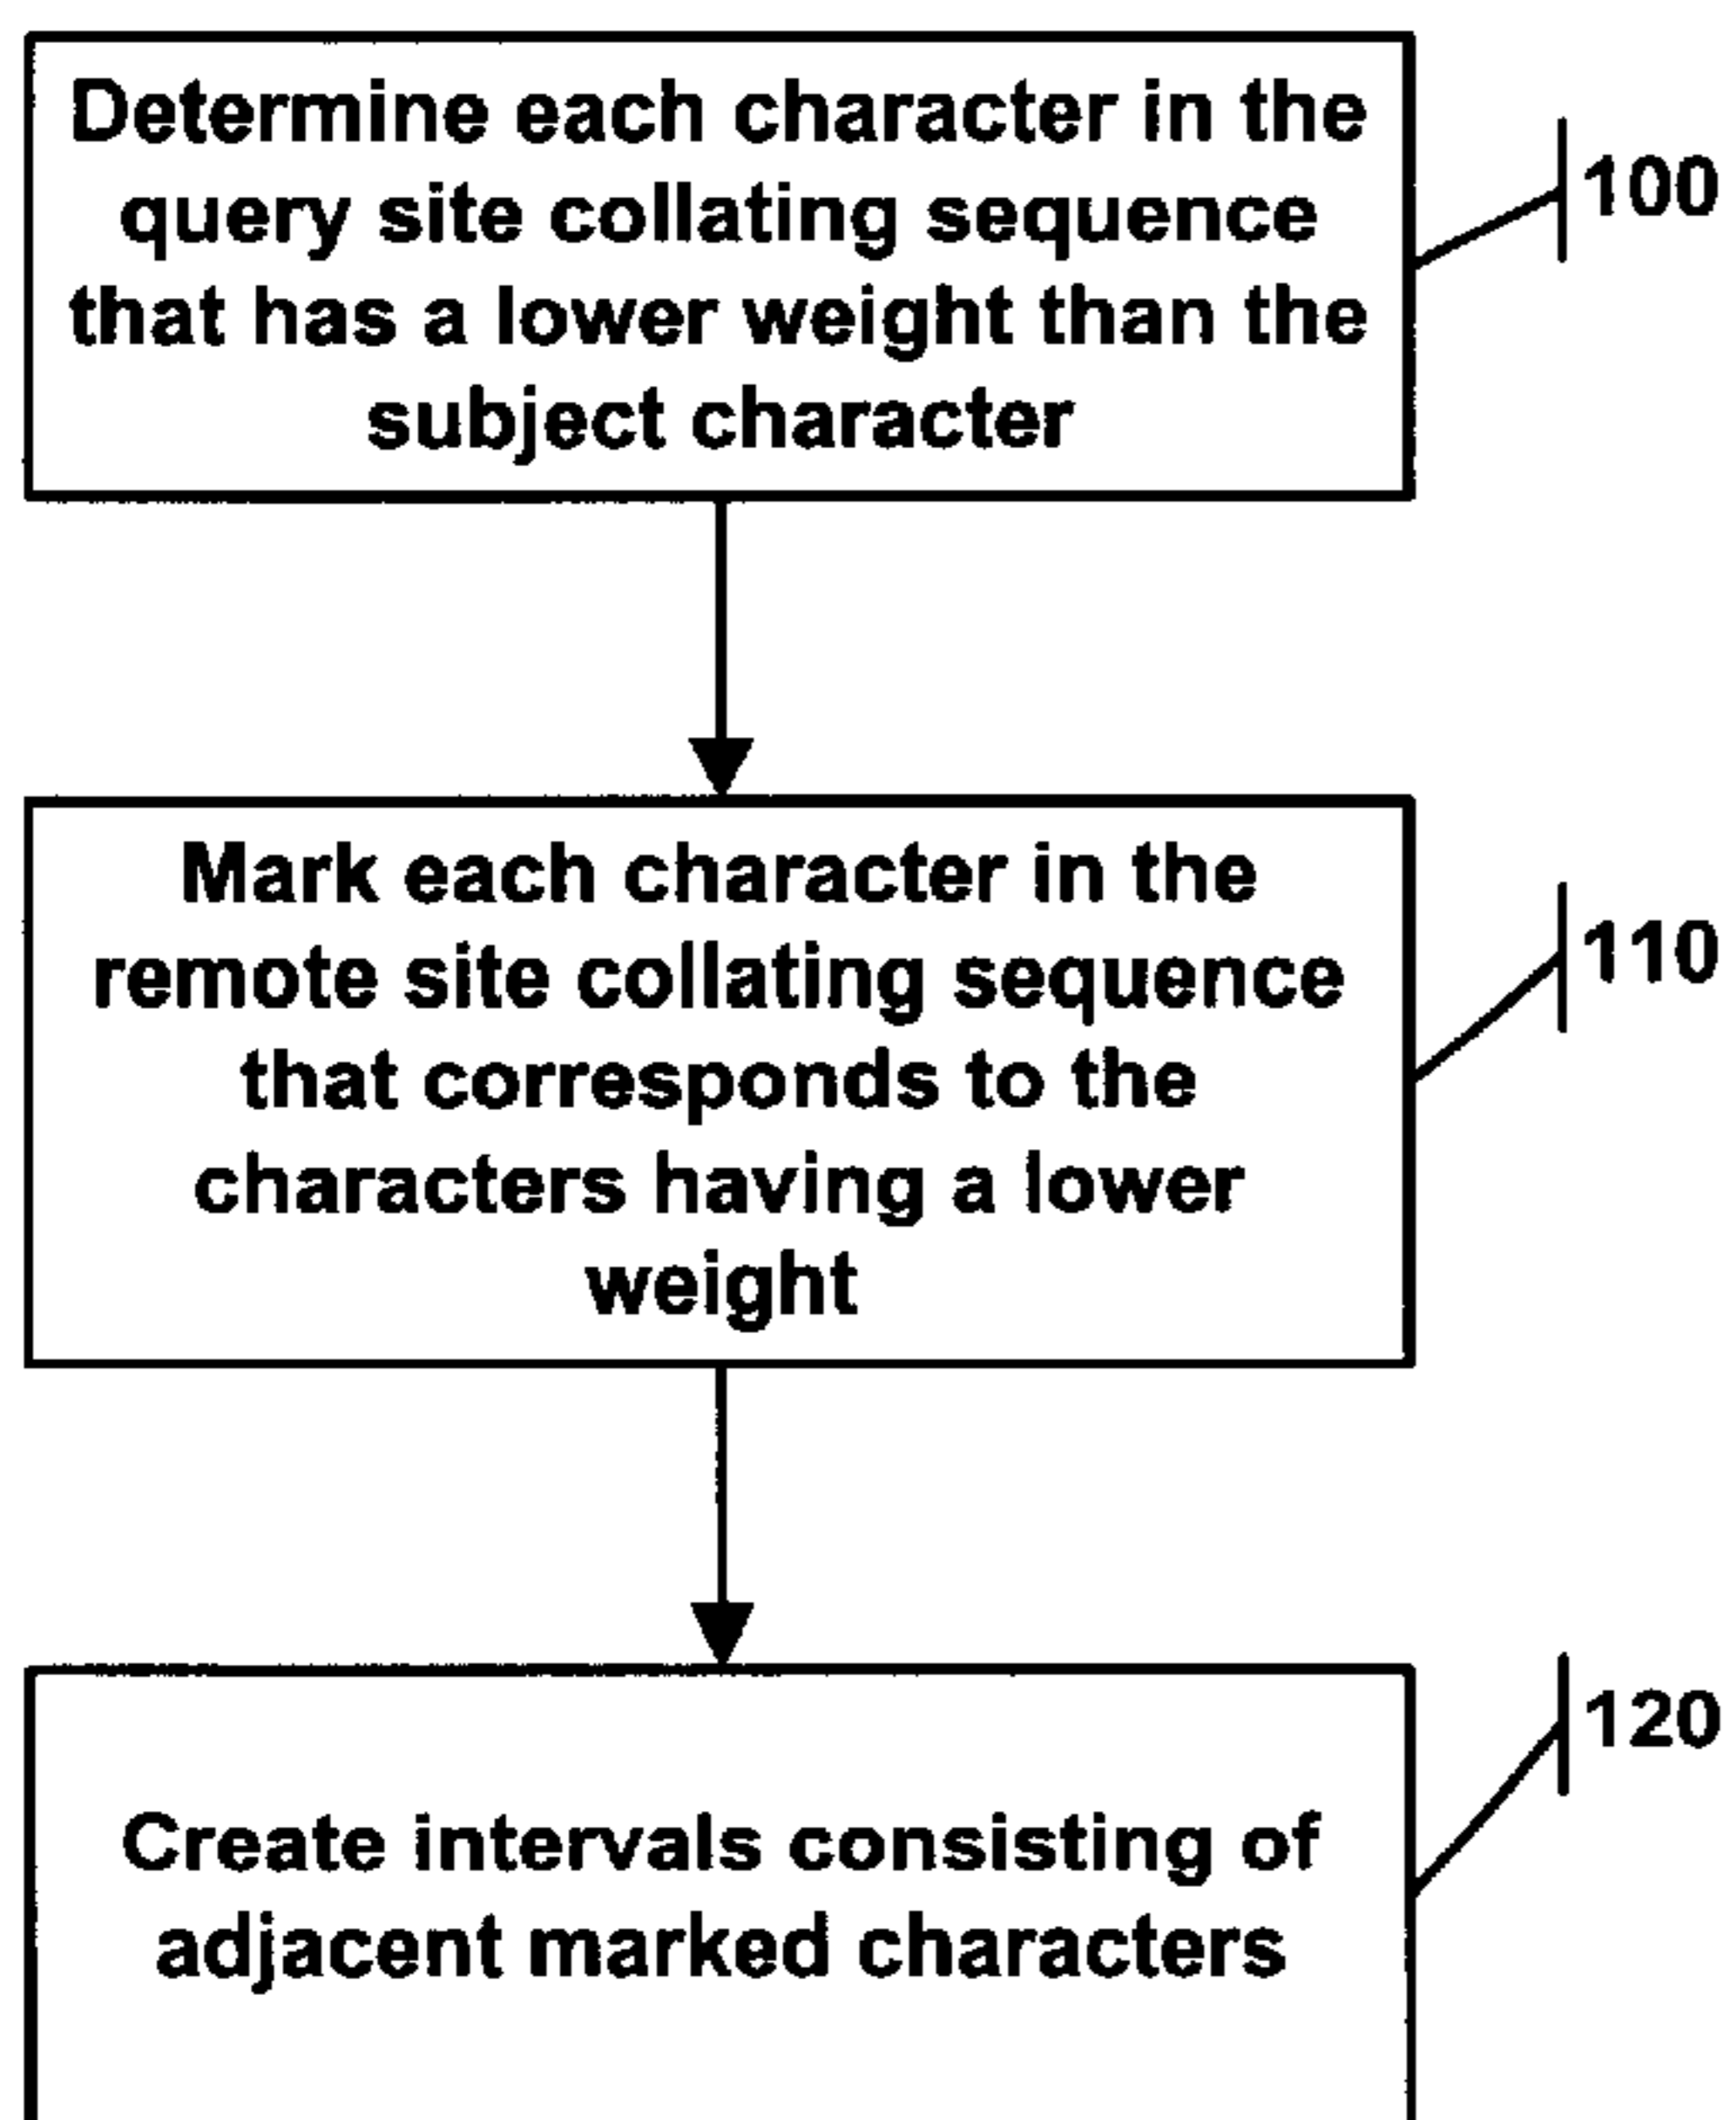 Determine each character in the
query site collating sequence
that has a lower weight than the
subject character
100
Mark each character in the
remote site collating sequence
that corresponds to the
characters having a lower
weight
110
Create intervals consisting of
adjacent marked characters
120